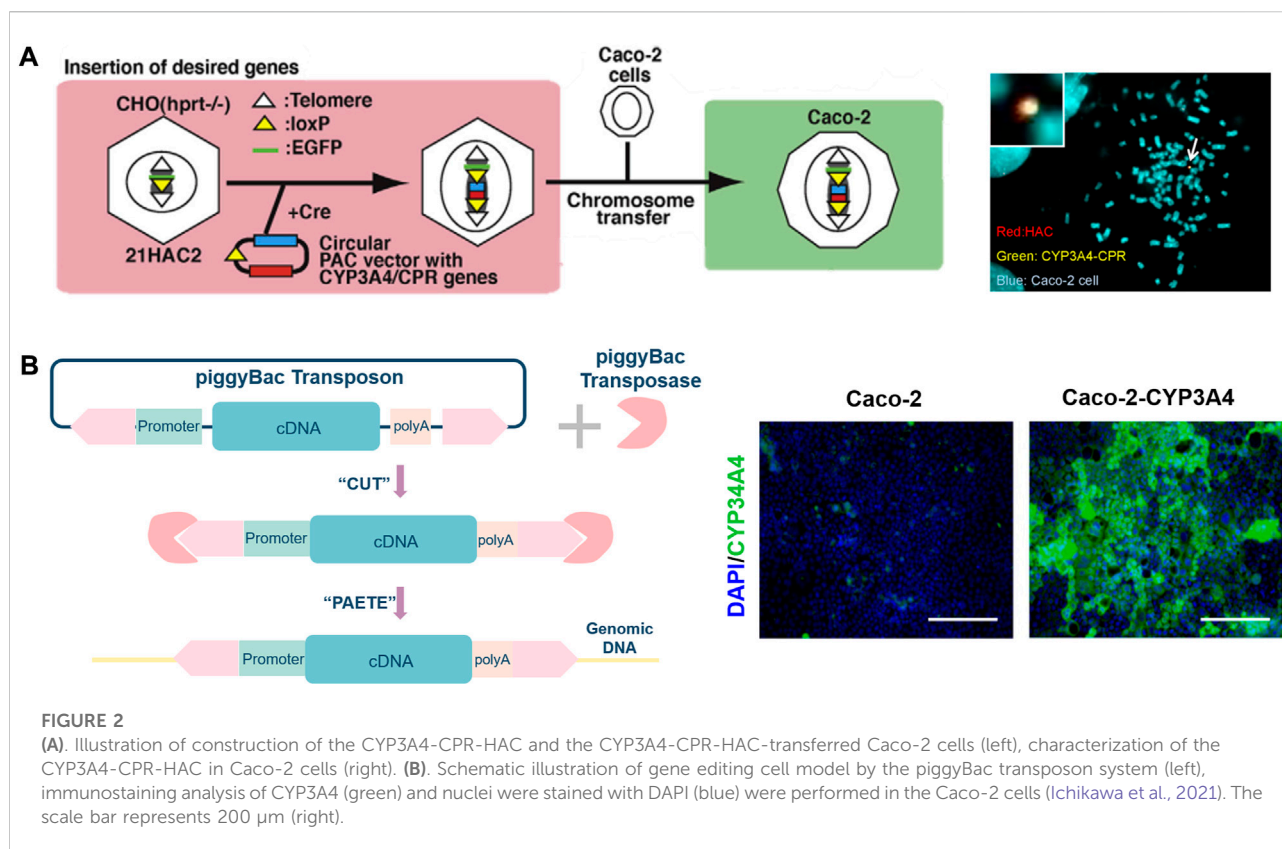 A
Insertion of desired genes
CHO(hprt-/-)
:Telomere
:loxP
:EGFP
21HAC2
+Cre
Circular
PAC vector with
CYP3A4/CPR genes
Caco-2
cells
Chromosome
transfer
Caco-2
Red:HAC
Green: CYP3A4-CPR
Blue: Caco-2 cell
B
piggyBac Transposon
Promoter
cDNA
polyA
piggyBac
Transposase
“CUT”
Promoter
cDNA
polyA
“PAETE”
Promoter
cDNA
polyA
Genomic
DNA
Caco-2
Caco-2-CYP3A4
DAPI/CYP34A4
FIGURE 2
(A). Illustration of construction of the CYP3A4-CPR-HAC and the CYP3A4-CPR-HAC-transferred Caco-2 cells (left), characterization of the
CYP3A4-CPR-HAC in Caco-2 cells (right). (B). Schematic illustration of gene editing cell model by the piggyBac transposon system (left),
immunostaining analysis of CYP3A4 (green) and nuclei were stained with DAPI (blue) were performed in the Caco-2 cells (Ichikawa et al., 2021). The
scale bar represents 200 μm (right).